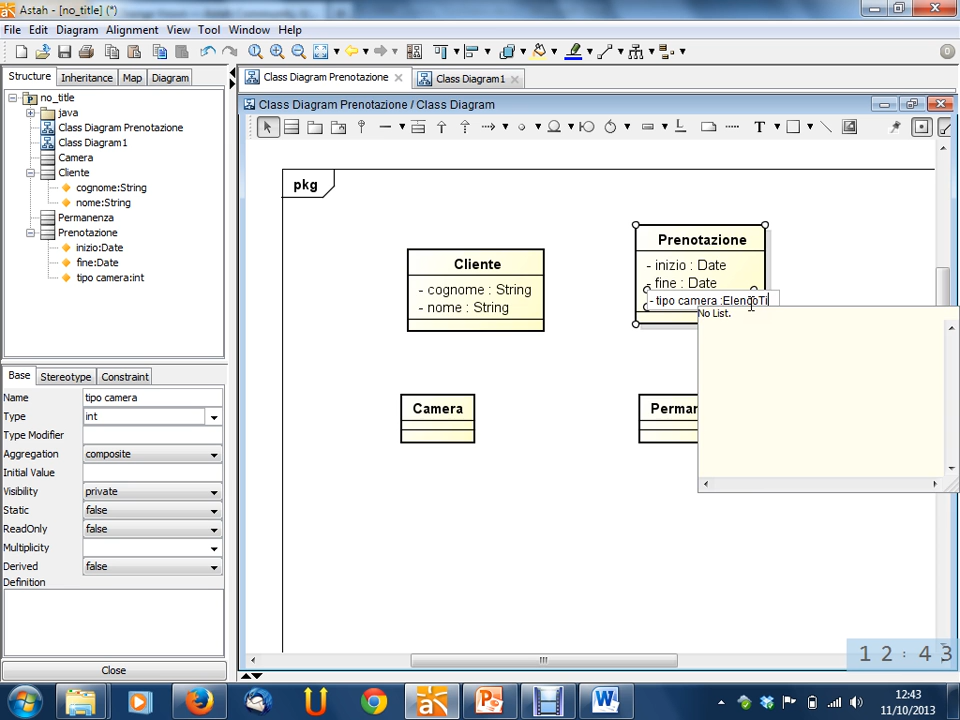 Astah - [no_title] (*)
File Edit Diagram Alignment View Tool Window Help
0
Structure Inheritance Map Diagram
no_title
java
Class Diagram Prenotazione
Class Diagram1
Camera
Cliente
cognome:String
nome:String
Permanenza
Prenotazione
inizio:Date
fine:Date
tipo camera:int
Base Stereotype Constraint
Name tipo camera
Type int
Type Modifier
Aggregation composite
Initial Value
Visibility private
Static false
ReadOnly false
Multiplicity
Derived false
Definition
Close
Class Diagram Prenotazione Class Diagram1
Class Diagram Prenotazione / Class Diagram
T
pkg
Cliente
- cognome : String
- nome : String
Prenotazione
- inizio : Date
- fine : Date
- tipo camera :ElencoTi
No List.
Camera
Perman
12:43
12:43
11/10/2013